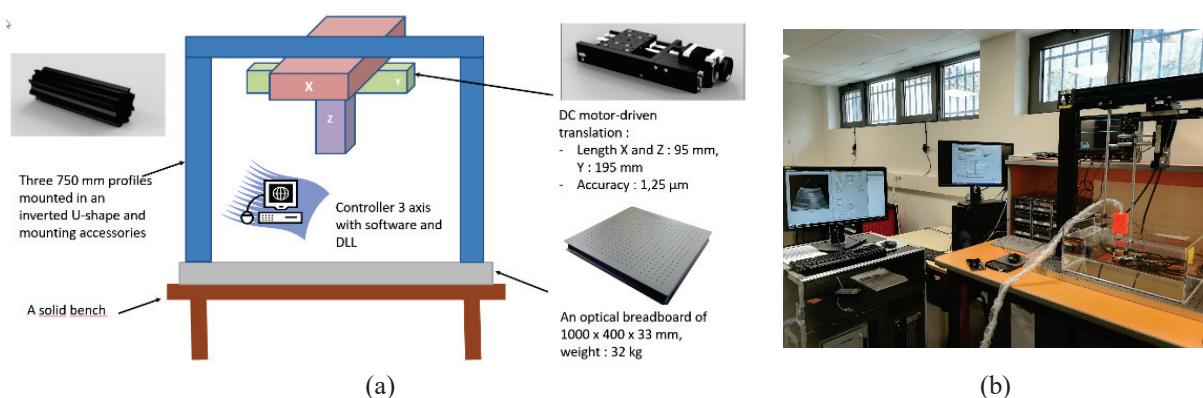 X
Y
Z
Three 750 mm profiles
mounted in an
inverted U-shape and
mounting accessories
A solid bench
Controller 3 axis
with software and
DLL
DC motor-driven
translation :
- Length X and Z : 95 mm,
Y : 195 mm
- Accuracy : 1,25 μm
An optical breadboard of
1000 x 400 x 33 mm,
weight : 32 kg
(a)
(b)